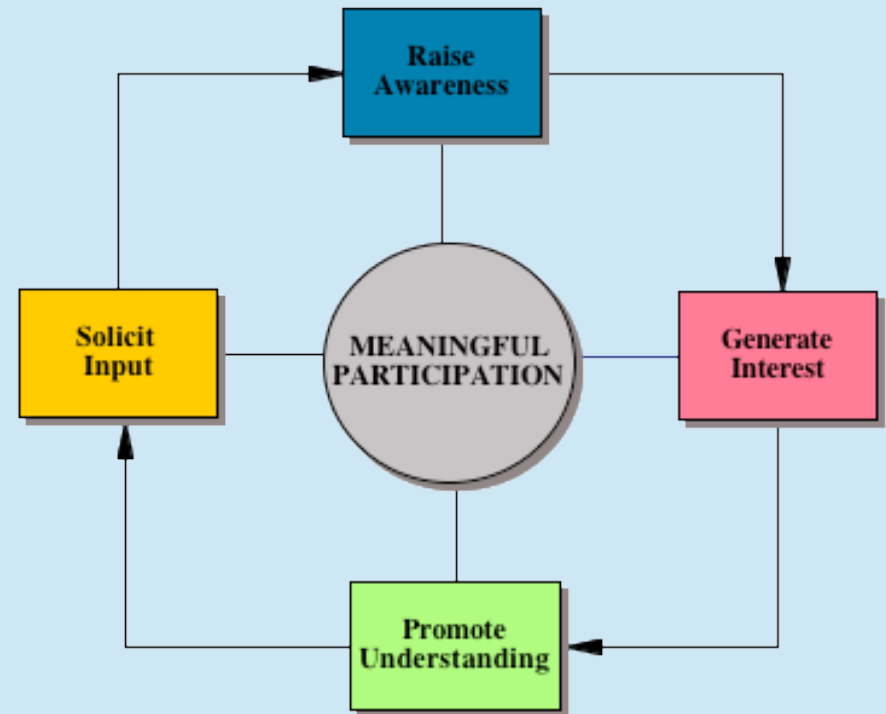 Raise
Awareness
Solicit
Input
MEANINGFUL
PARTICIPATION
Generate
Interest
Promote
Understanding